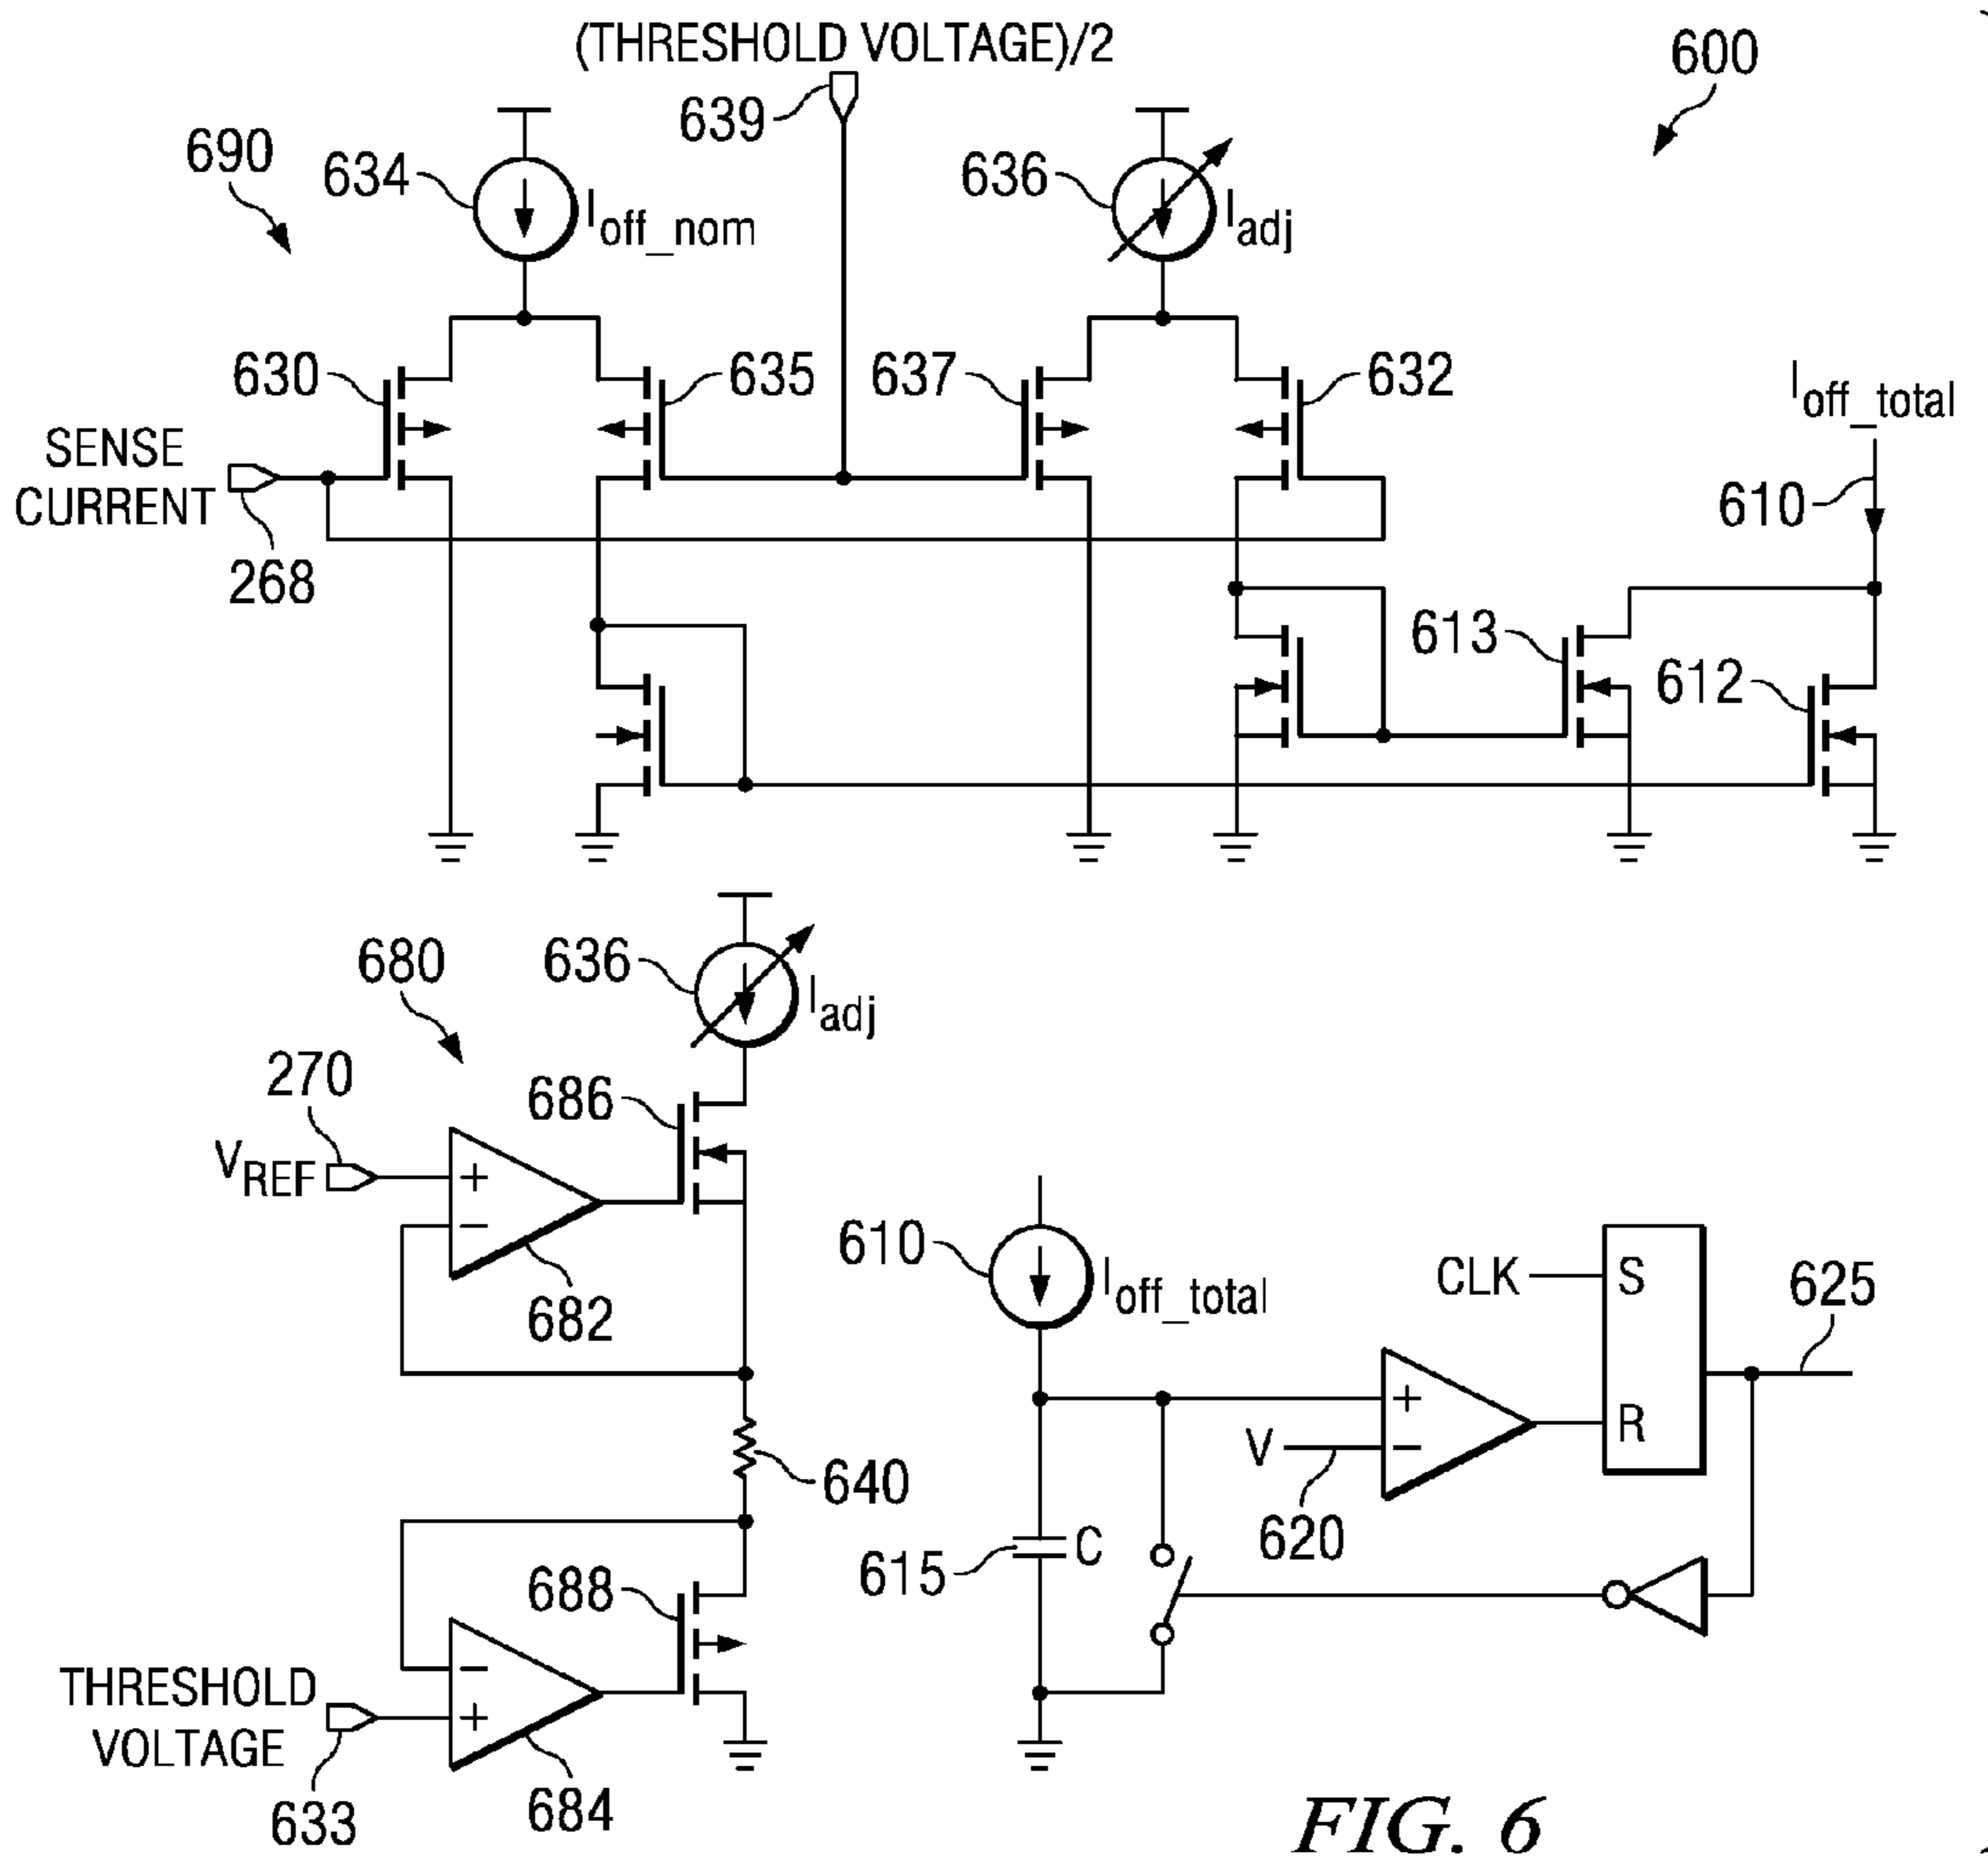 (THRESHOLD VOLTAGE)/2
600
639
690
634
Ioff_nom
636
Iadj
630
635
637
632
Ioff_total
SENSE
CURRENT
268
610
613
612
680
636
Iadj
270
VREF
+
−
686
682
640
688
THRESHOLD
VOLTAGE
633
−
+
684
610
Ioff_total
CLK
S
R
625
+
−
V
620
615
C
FIG. 6